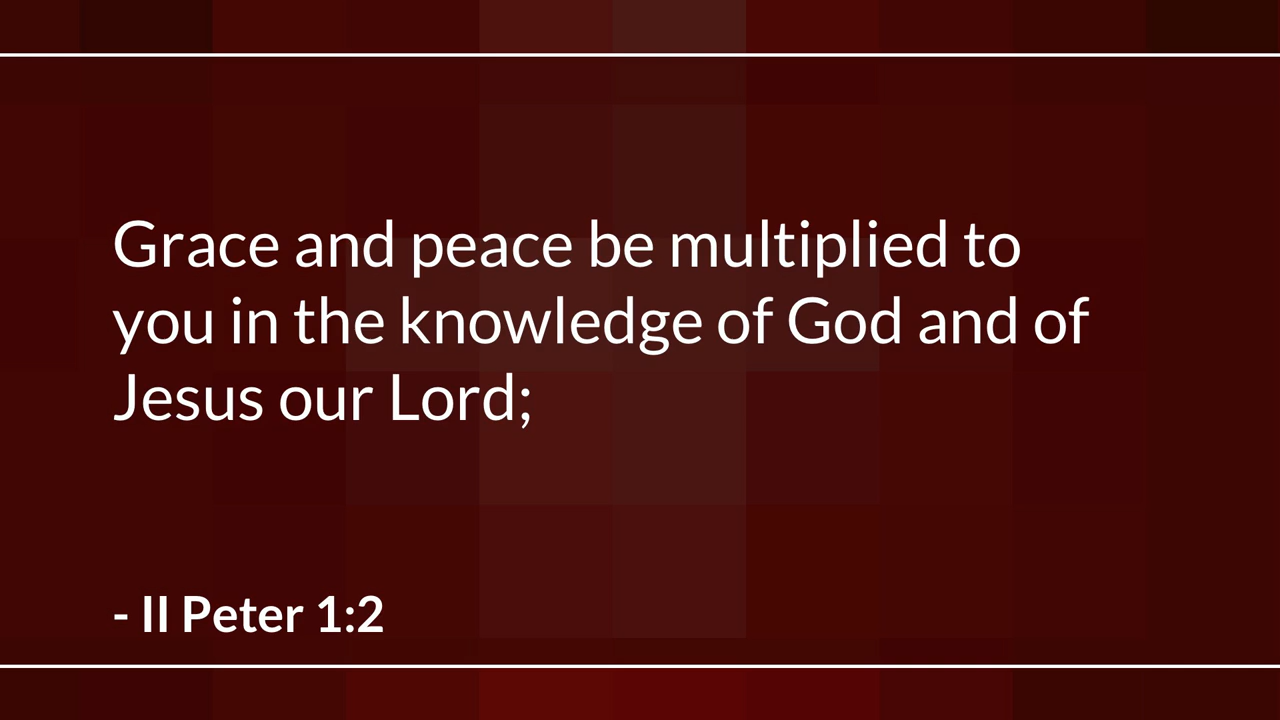 Grace and peace be multiplied to
you in the knowledge of God and of
Jesus our Lord;
- II Peter 1:2